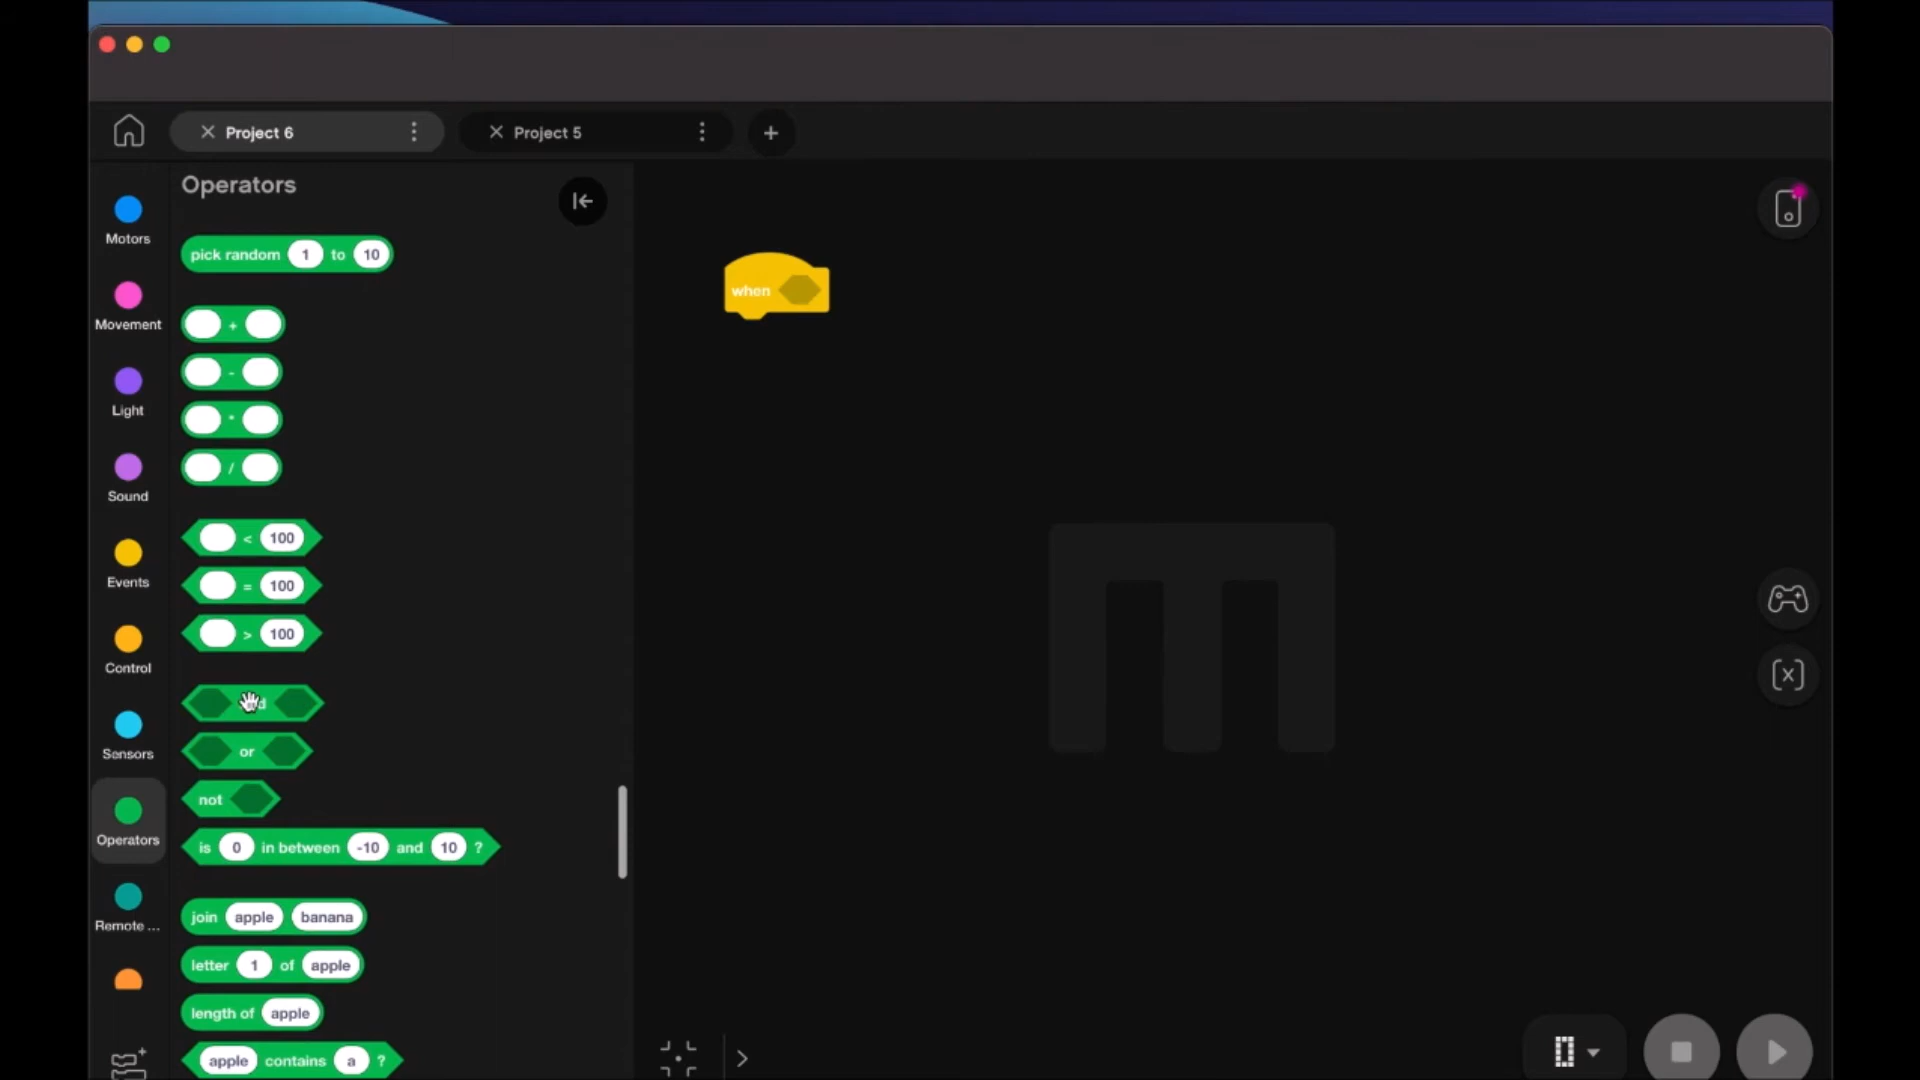 Project 6
Project 5
Operators
Motors
Movement
Light
Sound
Events
Control
Sensors
Operators
Remote ...
pick random 1 to 10
+
-
*
/
< 100
= 100
> 100
or
not
is 0 in between -10 and 10 ?
join apple banana
letter 1 of apple
length of apple
apple contains a ?
when